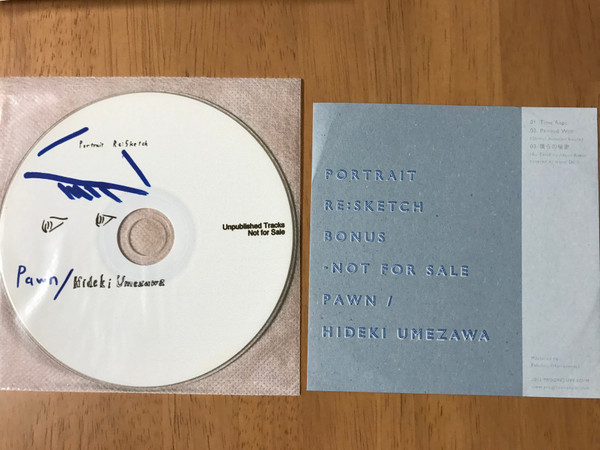 Portrait Re:Sketch
Unpublished Tracks
Not for Sale
Pawn / Hideki Umezawa
PORTRAIT
RE:SKETCH
BONUS
-NOT FOR SALE
PAWN /
HIDEKI UMEZAWA